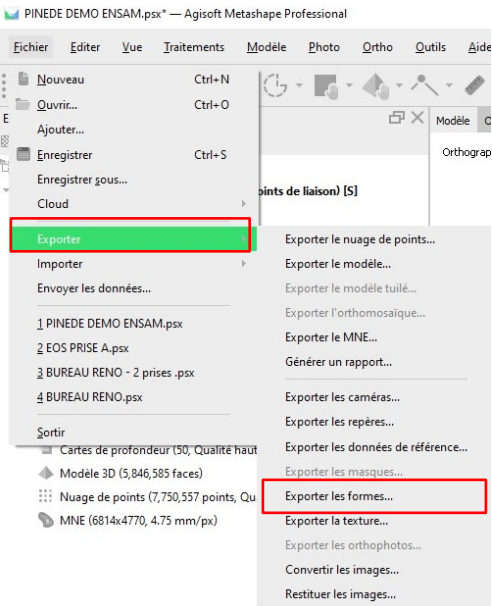 PINEDE DEMO ENSAM.psx* — Agisoft Metashape Professional
Fichier Editer Vue Traitements Modèle Photo Ortho Outils Aide
Nouveau Ctrl+N
Ouvrir... Ctrl+O
Ajouter...
Enregistrer Ctrl+S
Enregistrer sous...
Cloud
Exporter
Importer
Envoyer les données...
1 PINEDE DEMO ENSAM.psx
2 EOS PRISE A.psx
3 BUREAU RENO - 2 prises .psx
4 BUREAU RENO.psx
Sortir
Modèle
Orthograp
oints de liaison) [S]
Exporter le nuage de points...
Exporter le modèle...
Exporter le modèle tuilé...
Exporter l'orthomosaïque...
Exporter le MNE...
Générer un rapport...
Exporter les caméras...
Exporter les repères...
Exporter les données de référence...
Exporter les masques...
Exporter les formes...
Exporter la texture...
Exporter les orthophotos...
Convertir les images...
Restituer les images...
Cartes de profondeur (50, Qualité haut
Modèle 3D (5,846,585 faces)
Nuage de points (7,750,557 points, Qu
MNE (6814x4770, 4.75 mm/px)